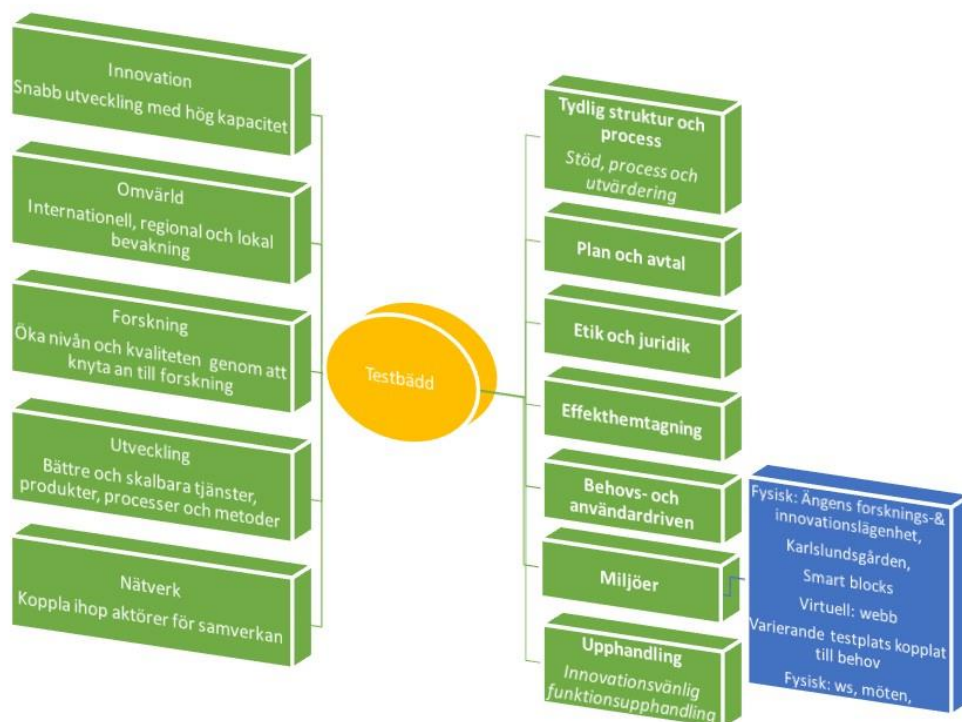 Innovation
Snabb utveckling med hög kapacitet
Omvärld
Internationell, regional och lokal
bevakning
Forskning
Öka nivån och kvaliteten genom att
knyta an till forskning
Utveckling
Bättre och skalbara tjänster,
produkter, processer och metoder
Nätverk
Koppla ihop aktörer för samverkan
Testbädd
Tydlig struktur och
process
Stöd, process och
utvärdering
Plan och avtal
Etik och juridik
Effekthemtagning
Behovs- och
användardriven
Miljöer
Upphandling
Innovationsvänlig
funktionsupphandling
Fysisk: Ängens forsknings-&
innovationslägenhet,
Karlslundsgården,
Smart blocks
Virtuell: webb
Varierande testplats kopplat
till behov
Fysisk: ws, möten,